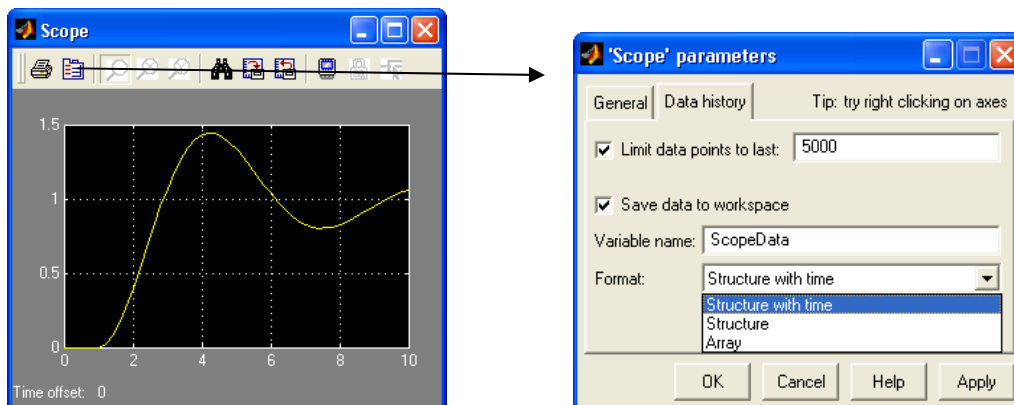 Scope
1.5
1
0.5
0
0 2 4 6 8 10
Time offset: 0
'Scope' parameters
General Data history Tip: try right clicking on axes
Limit data points to last: 5000
Save data to workspace
Variable name: ScopeData
Format: Structure with time
Structure with time
Structure
Array
OK Cancel Help Apply